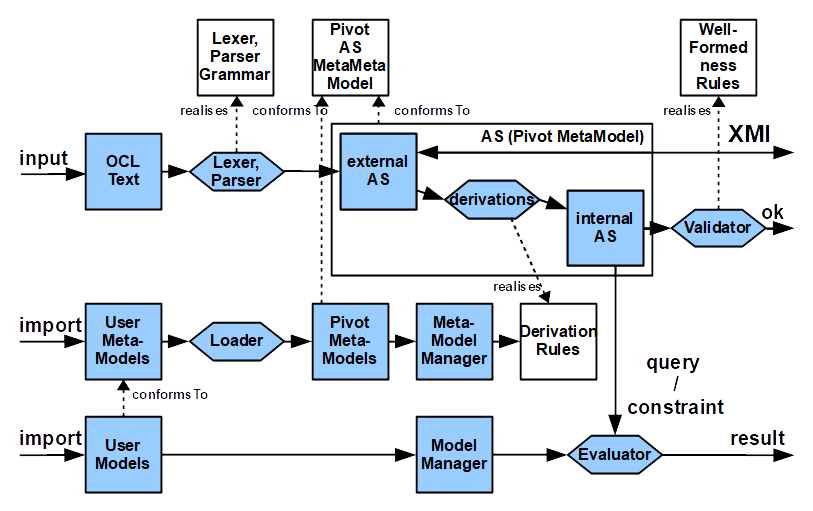 Lexer,
Parser
Grammar
Pivot
AS
MetaMeta
Model
Well-
Formed
ness
Rules
realises
conforms To
conforms To
realises
AS (Pivot MetaModel)
XMI
input
OCL
Text
Lexer,
Parser
external
AS
derivations
internal
AS
Validator
ok
realises
import
User
Meta-
Models
Loader
Pivot
Meta-
Models
Meta-
Model
Manager
Derivation
Rules
query
/
constraint
conforms To
import
User
Models
Model
Manager
Evaluator
result